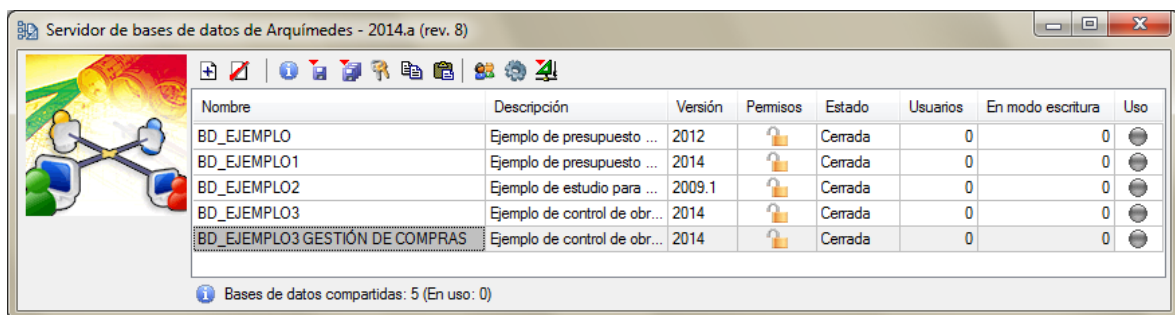 Servidor de bases de datos de Arquímedes - 2014.a (rev. 8)
Nombre Descripción Versión Permisos Estado Usuarios En modo escritura Uso
BD_EJEMPLO Ejemplo de presupuesto ... 2012 Cerrada 0 0
BD_EJEMPLO1 Ejemplo de presupuesto ... 2014 Cerrada 0 0
BD_EJEMPLO2 Ejemplo de estudio para ... 2009.1 Cerrada 0 0
BD_EJEMPLO3 Ejemplo de control de obr... 2014 Cerrada 0 0
BD_EJEMPLO3 GESTIÓN DE COMPRAS Ejemplo de control de obr... 2014 Cerrada 0 0
Bases de datos compartidas: 5 (En uso: 0)